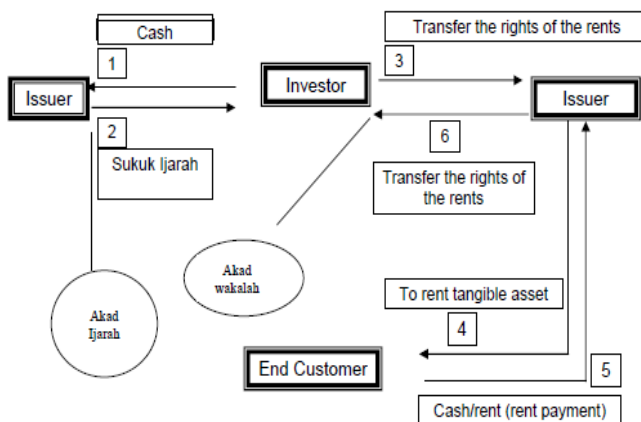 Cash
Transfer the rights of the rents
1
3
Issuer
Investor
Issuer
2
6
Sukuk Ijarah
Transfer the rights of
the rents
Akad
wakalah
Akad
Ijarah
To rent tangible asset
4
End Customer
5
Cash/rent (rent payment)